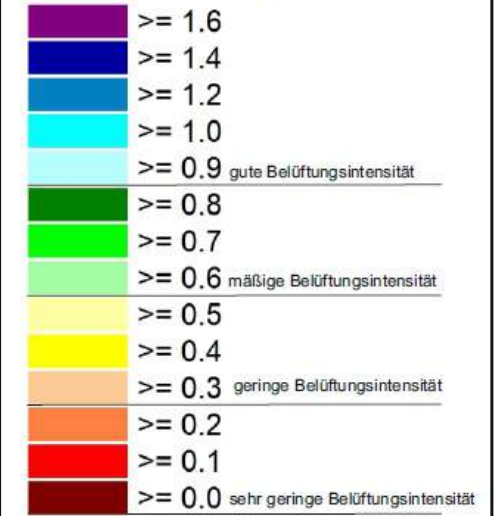 >= 1.6
>= 1.4
>= 1.2
>= 1.0
>= 0.9 gute Belüftungsintensität
>= 0.8
>= 0.7
>= 0.6 mäßige Belüftungsintensität
>= 0.5
>= 0.4
>= 0.3 geringe Belüftungsintensität
>= 0.2
>= 0.1
>= 0.0 sehr geringe Belüftungsintensität